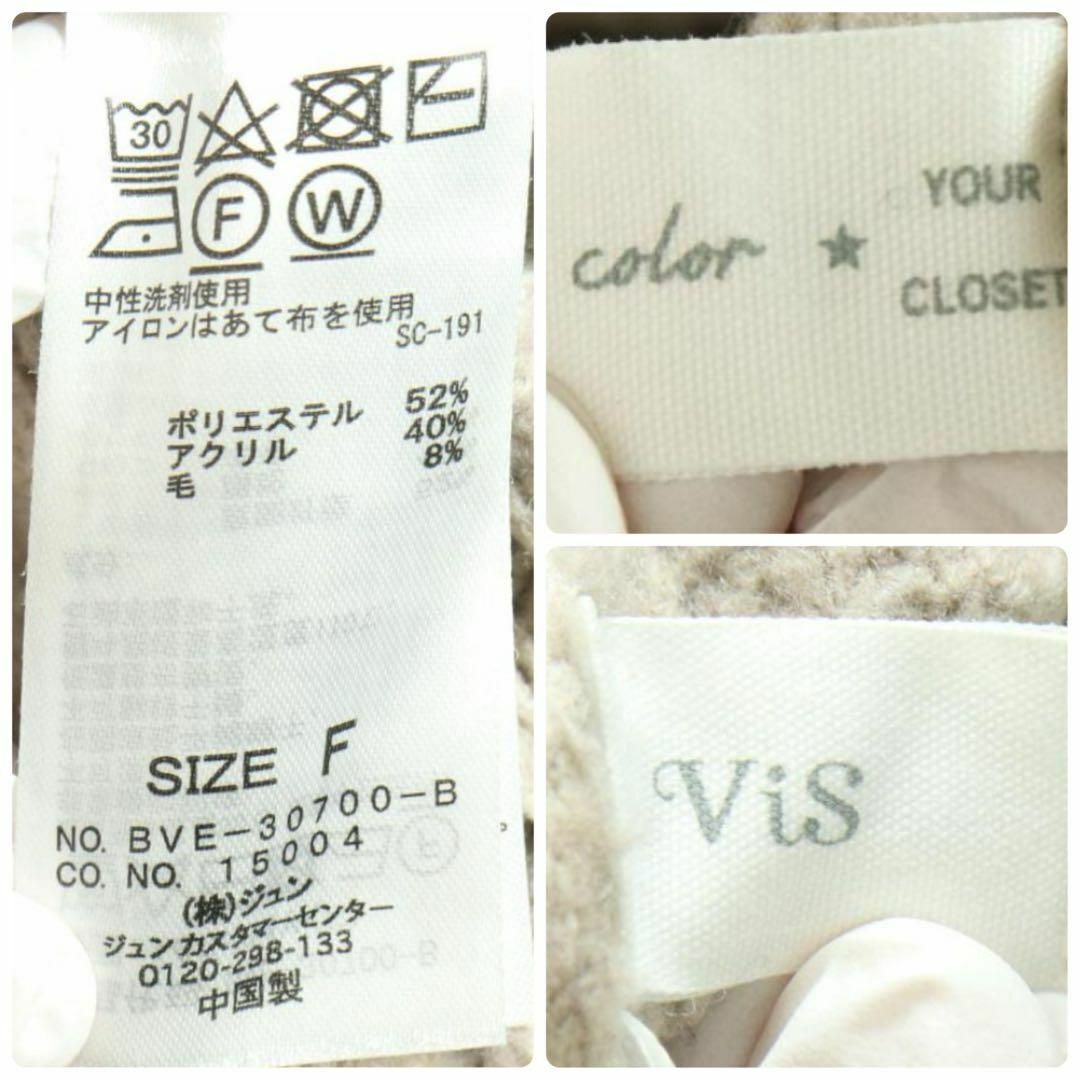 30
F W
中性洗剤使用
アイロンはあて布を使用
SC-191
ポリエステル 52%
アクリル 40%
毛 8%
SIZE F
NO. BVE-30700-B
CO. NO. 15004
(株)ジュン
ジュンカスタマーセンター
0120-298-133
中国製
color ★ YOUR
CLOSET
ViS